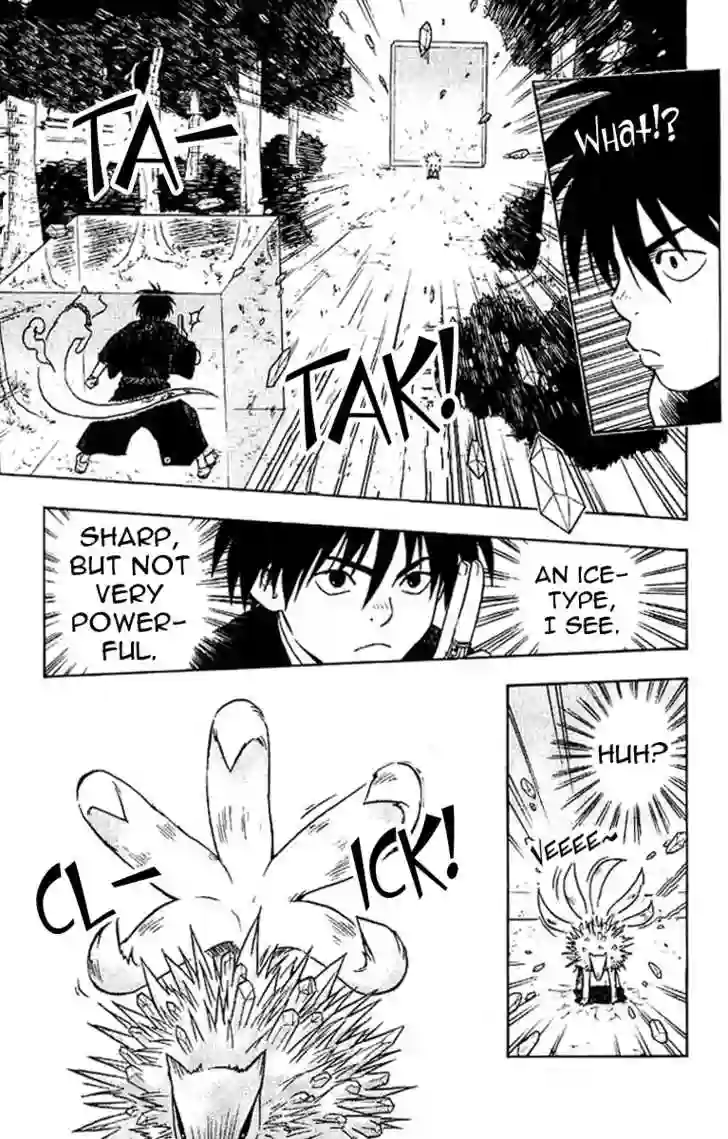 What!?
TA-
TAK!
AN ICE-
TYPE,
I SEE.
SHARP,
BUT NOT
VERY
POWER-
FUL.
HUH?
VEEEE~
CL-
ICK!